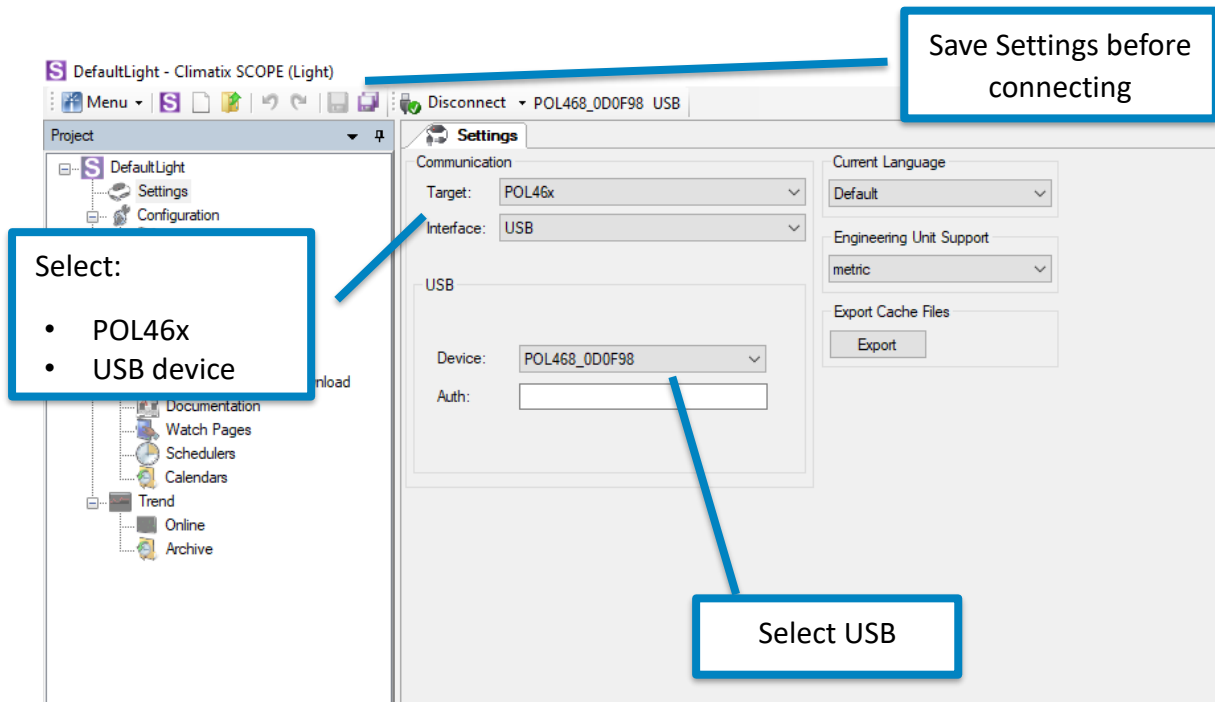 Save Settings before
connecting
DefaultLight - Climatix SCOPE (Light)
Menu
Disconnect
POL468_0D0F98 USB
Project
Settings
DefaultLight
Settings
Configuration
Communication
Target: POL46x
Interface: USB
USB
Device: POL468_0D0F98
Auth:
Current Language
Default
Engineering Unit Support
metric
Export Cache Files
Export
Select:
• POL46x
• USB device
nload
Documentation
Watch Pages
Schedulers
Calendars
Trend
Online
Archive
Select USB